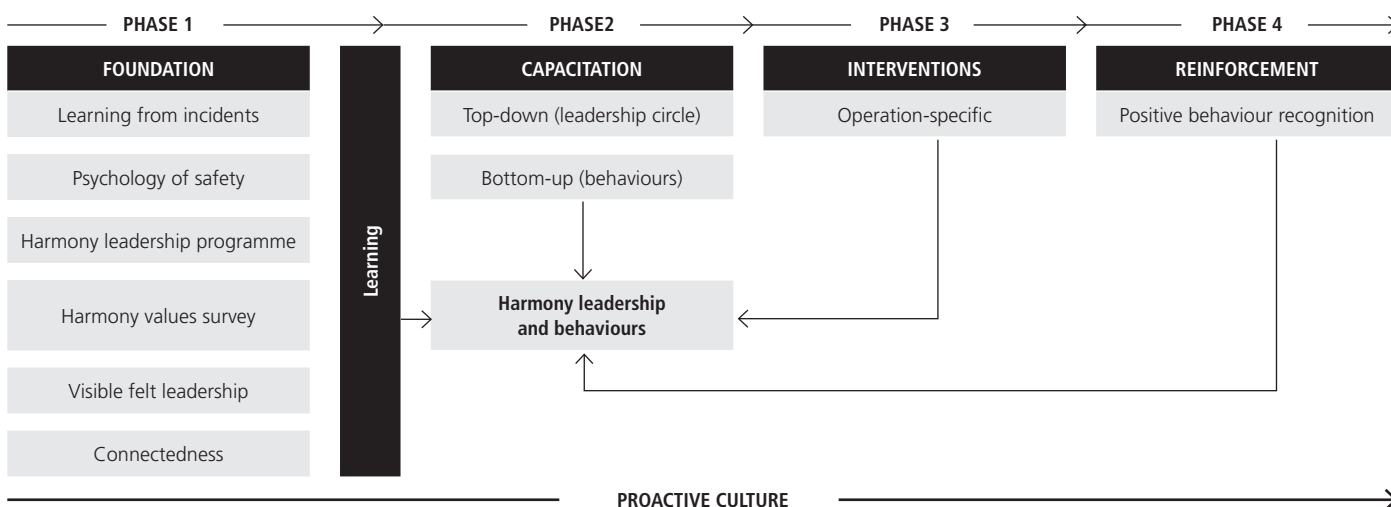 PHASE 1
PHASE2
PHASE 3
PHASE 4
FOUNDATION
Learning from incidents
Psychology of safety
Harmony leadership programme
Harmony values survey
Visible felt leadership
Connectedness
Learning
CAPACITATION
Top-down (leadership circle)
Bottom-up (behaviours)
Harmony leadership
and behaviours
INTERVENTIONS
Operation-specific
REINFORCEMENT
Positive behaviour recognition
PROACTIVE CULTURE